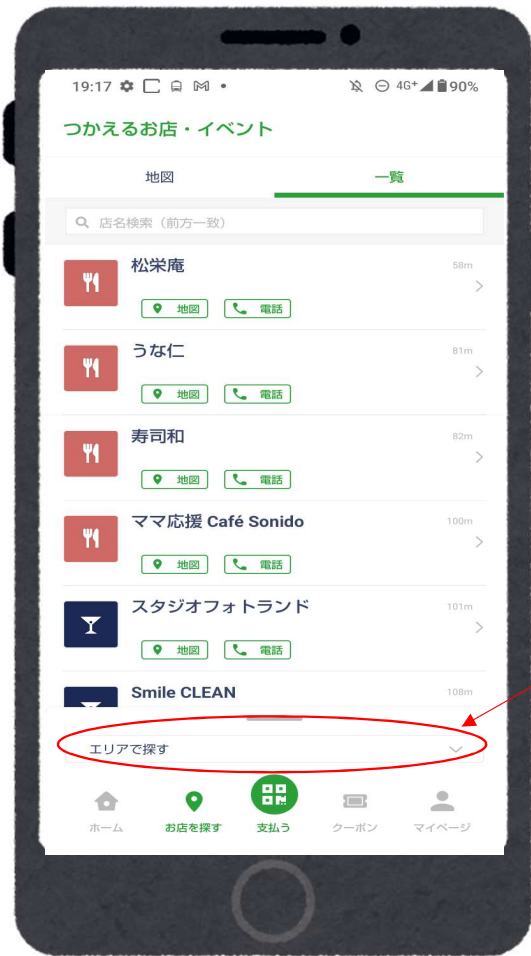 19:17 4G+ 90%
つかえるお店・イベント
地図 一覧
店名検索（前方一致）
松栄庵 58m
地図 電話
うな仁 81m
地図 電話
寿司和 82m
地図 電話
ママ応援 Café Sonido 100m
地図 電話
スタジオフォトランド 101m
地図 電話
Smile CLEAN 108m
エリアで探す
ホーム お店を探す 支払う クーポン マイページ